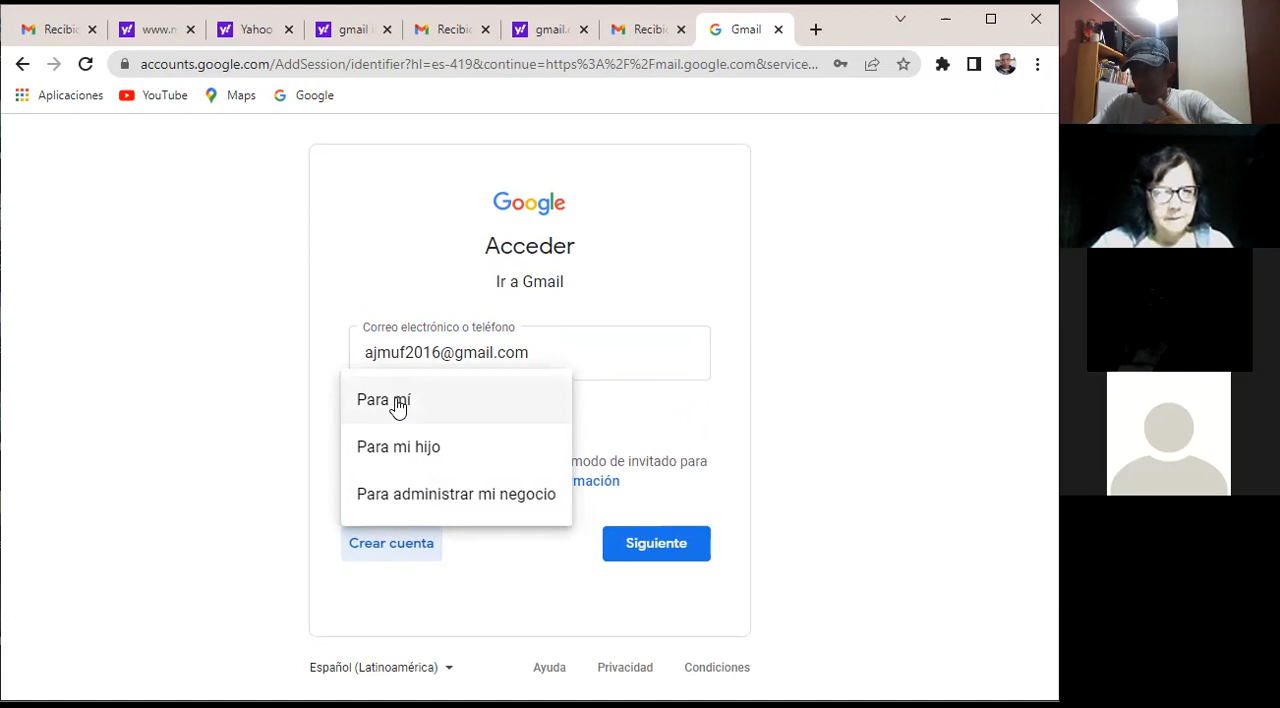 Recibic
www.n
Yahoo
gmail
Recibic
gmail.c
Recibic
Gmail
accounts.google.com/AddSession/identifier?hl=es-419&continue=https%3A%2F%2Fmail.google.com&service...
Aplicaciones
YouTube
Maps
Google
Google
Acceder
Ir a Gmail
Correo electrónico o teléfono
ajmuf2016@gmail.com
Para mí
Para mi hijo
modo de invitado para
mación
Para administrar mi negocio
Crear cuenta
Siguiente
Español (Latinoamérica)
Ayuda
Privacidad
Condiciones